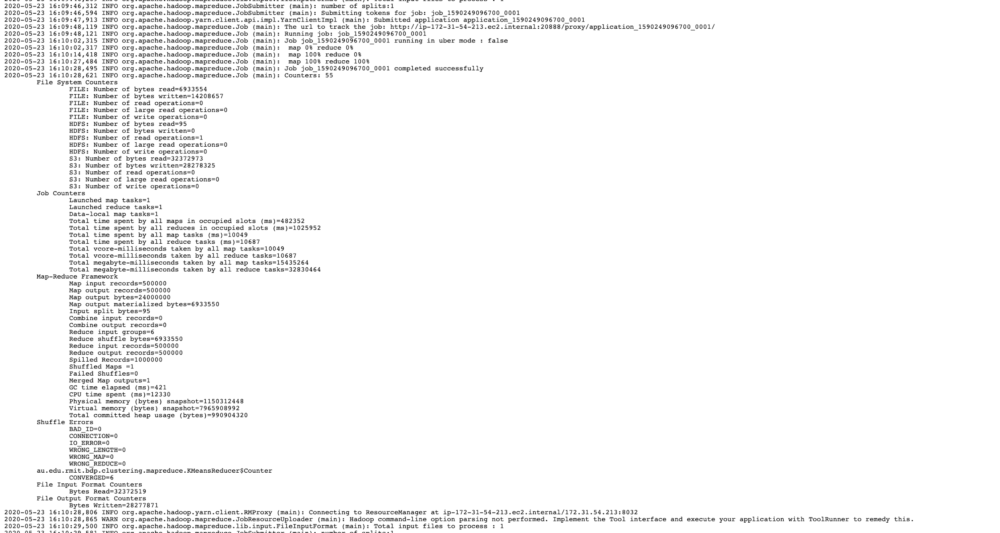 2020-05-23 16:09:46,269 INFO org.apache.hadoop.mapreduce.lib.input.FileInputFormat (main): Total input files to process : 1
2020-05-23 16:09:46,312 INFO org.apache.hadoop.mapreduce.JobSubmitter (main): number of splits:1
2020-05-23 16:09:46,594 INFO org.apache.hadoop.mapreduce.JobSubmitter (main): Submitting tokens for job: job_1590249096700_0001
2020-05-23 16:09:47,913 INFO org.apache.hadoop.yarn.client.api.impl.YarnClientImpl (main): Submitted application application_1590249096700_0001
2020-05-23 16:09:48,119 INFO org.apache.hadoop.mapreduce.Job (main): The url to track the job: http://ip-172-31-54-213.ec2.internal:20888/proxy/application_1590249096700_0001/
2020-05-23 16:09:48,121 INFO org.apache.hadoop.mapreduce.Job (main): Running job: job_1590249096700_0001
2020-05-23 16:10:02,315 INFO org.apache.hadoop.mapreduce.Job (main): Job job_1590249096700_0001 running in uber mode : false
2020-05-23 16:10:02,317 INFO org.apache.hadoop.mapreduce.Job (main):  map 0% reduce 0%
2020-05-23 16:10:14,418 INFO org.apache.hadoop.mapreduce.Job (main):  map 100% reduce 0%
2020-05-23 16:10:27,484 INFO org.apache.hadoop.mapreduce.Job (main):  map 100% reduce 100%
2020-05-23 16:10:28,495 INFO org.apache.hadoop.mapreduce.Job (main): Job job_1590249096700_0001 completed successfully
2020-05-23 16:10:28,621 INFO org.apache.hadoop.mapreduce.Job (main): Counters: 55
File System Counters
FILE: Number of bytes read=6933554
FILE: Number of bytes written=14208657
FILE: Number of read operations=0
FILE: Number of large read operations=0
FILE: Number of write operations=0
HDFS: Number of bytes read=95
HDFS: Number of bytes written=0
HDFS: Number of read operations=1
HDFS: Number of large read operations=0
HDFS: Number of write operations=0
S3: Number of bytes read=32372973
S3: Number of bytes written=28278325
S3: Number of read operations=0
S3: Number of large read operations=0
S3: Number of write operations=0
Job Counters
Launched map tasks=1
Launched reduce tasks=1
Data-local map tasks=1
Total time spent by all maps in occupied slots (ms)=482352
Total time spent by all reduces in occupied slots (ms)=1025952
Total time spent by all map tasks (ms)=10049
Total time spent by all reduce tasks (ms)=10687
Total vcore-milliseconds taken by all map tasks=10049
Total vcore-milliseconds taken by all reduce tasks=10687
Total megabyte-milliseconds taken by all map tasks=15435264
Total megabyte-milliseconds taken by all reduce tasks=32830464
Map-Reduce Framework
Map input records=500000
Map output records=500000
Map output bytes=24000000
Map output materialized bytes=6933550
Input split bytes=95
Combine input records=0
Combine output records=0
Reduce input groups=6
Reduce shuffle bytes=6933550
Reduce input records=500000
Reduce output records=500000
Spilled Records=1000000
Shuffled Maps =1
Failed Shuffles=0
Merged Map outputs=1
GC time elapsed (ms)=421
CPU time spent (ms)=12330
Physical memory (bytes) snapshot=1150312448
Virtual memory (bytes) snapshot=7965908992
Total committed heap usage (bytes)=990904320
Shuffle Errors
BAD_ID=0
CONNECTION=0
IO_ERROR=0
WRONG_LENGTH=0
WRONG_MAP=0
WRONG_REDUCE=0
au.edu.rmit.bdp.clustering.mapreduce.KMeansReducer$Counter
CONVERGED=6
File Input Format Counters
Bytes Read=32372519
File Output Format Counters
Bytes Written=28277871
2020-05-23 16:10:28,806 INFO org.apache.hadoop.yarn.client.RMProxy (main): Connecting to ResourceManager at ip-172-31-54-213.ec2.internal/172.31.54.213:8032
2020-05-23 16:10:28,865 WARN org.apache.hadoop.mapreduce.JobResourceUploader (main): Hadoop command-line option parsing not performed. Implement the Tool interface and execute your application with ToolRunner to remedy this.
2020-05-23 16:10:29,500 INFO org.apache.hadoop.mapreduce.lib.input.FileInputFormat (main): Total input files to process : 1
2020-05-23 16:10:29,581 INFO org.apache.hadoop.mapreduce.JobSubmitter (main): number of splits:1